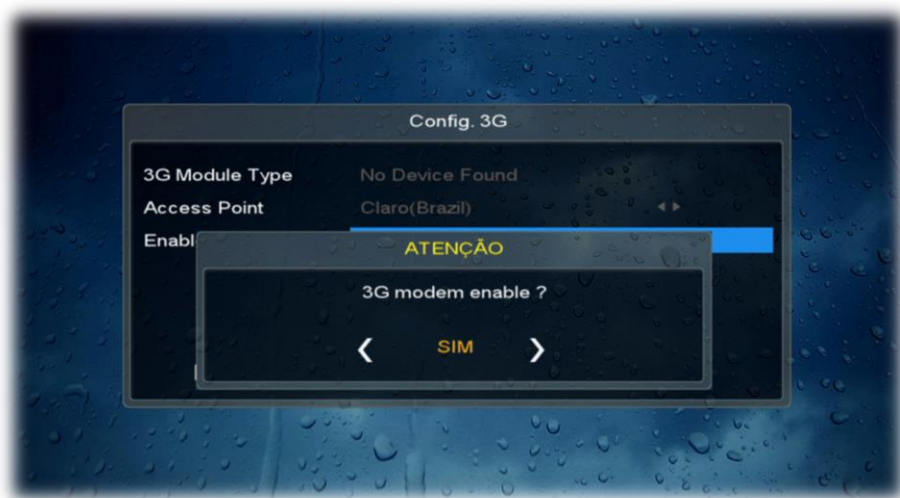 Config. 3G
3G Module Type No Device Found
Access Point Claro(Brazil)
Enabl
ATENÇÃO
3G modem enable ?
SIM